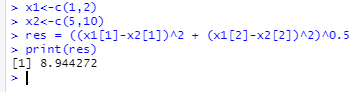 > x1<-c(1,2)
> x2<-c(5,10)
> res = ((x1[1]-x2[1])^2 + (x1[2]-x2[2])^2)^0.5
> print(res)
[1] 8.944272
>